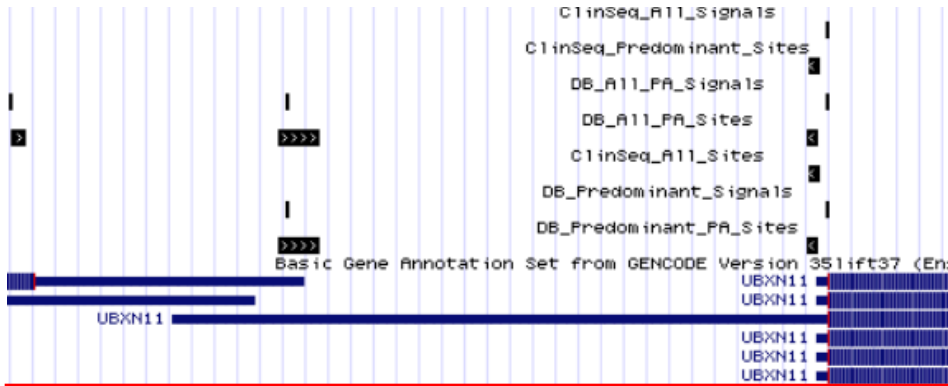 ClinSeq_All_Signals
ClinSeq_Predominant_Sites
DB_All_PA_Signals
DB_All_PA_Sites
ClinSeq_All_Sites
DB_Predominant_Signals
DB_Predominant_PA_Sites
Basic Gene Annotation Set from GENCODE Version 35lift37 (Ens
UBXN11
UBXN11
UBXN11
UBXN11
UBXN11
UBXN11